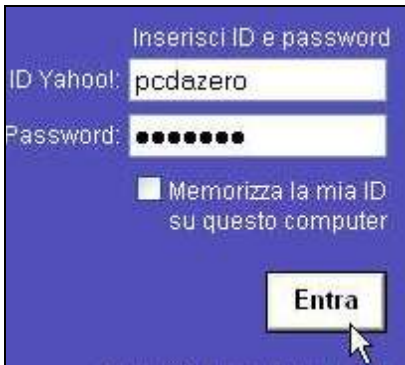 Inserisci ID e password
ID Yahoo!: pcdazero
Password: ●●●●●●●
Memorizza la mia ID
su questo computer
Entra